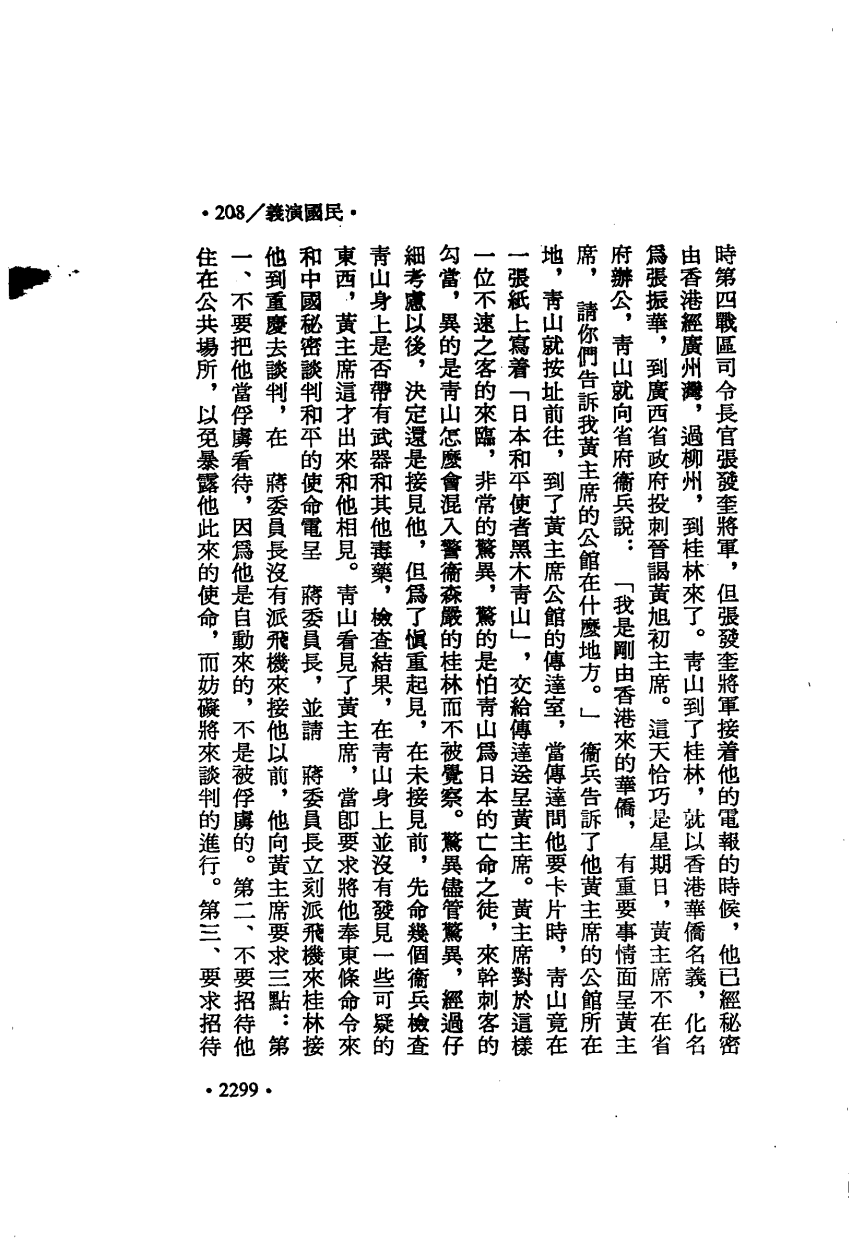 •208／義演國民•
時第四戰區司令長官張發奎將軍，但張發奎將軍接着他的電報的時候，他已經秘密
由香港經廣州灣，過柳州，到桂林來了。青山到了桂林，就以香港華僑名義，化名
爲張振華，到廣西省政府投刺晉謁黃旭初主席。這天恰巧是星期日，黃主席不在省
府辦公，青山就向省府衞兵說：「我是剛由香港來的華僑，有重要事情面呈黃主
席，請你們告訴我黃主席的公館在什麼地方。」衞兵告訴了他黃主席的公館所在
地，青山就按址前往，到了黃主席公館的傳達室，當傳達問他要卡片時，青山竟在
一張紙上寫着「日本和平使者黑木青山」，交給傳達送呈黃主席。黃主席對於這樣
一位不速之客的來臨，非常的驚異，驚的是怕青山爲日本的亡命之徒，來幹刺客的
勾當，異的是青山怎麼會混入警衞森嚴的桂林而不被覺察。驚異儘管驚異，經過仔
細考慮以後，決定還是接見他，但爲了愼重起見，在未接見前，先命幾個衞兵檢查
青山身上是否帶有武器和其他毒藥，檢查結果，在青山身上並沒有發見一些可疑的
東西，黃主席這才出來和他相見。青山看見了黃主席，當卽要求將他奉東條命令來
和中國秘密談判和平的使命電呈　蔣委員長，並請　蔣委員長立刻派飛機來桂林接
他到重慶去談判，在　蔣委員長沒有派飛機來接他以前，他向黃主席要求三點：第
一、不要把他當俘虜看待，因爲他是自動來的，不是被俘虜的。第二、不要招待他
住在公共場所，以免暴露他此來的使命，而妨礙將來談判的進行。第三、要求招待
•2299•